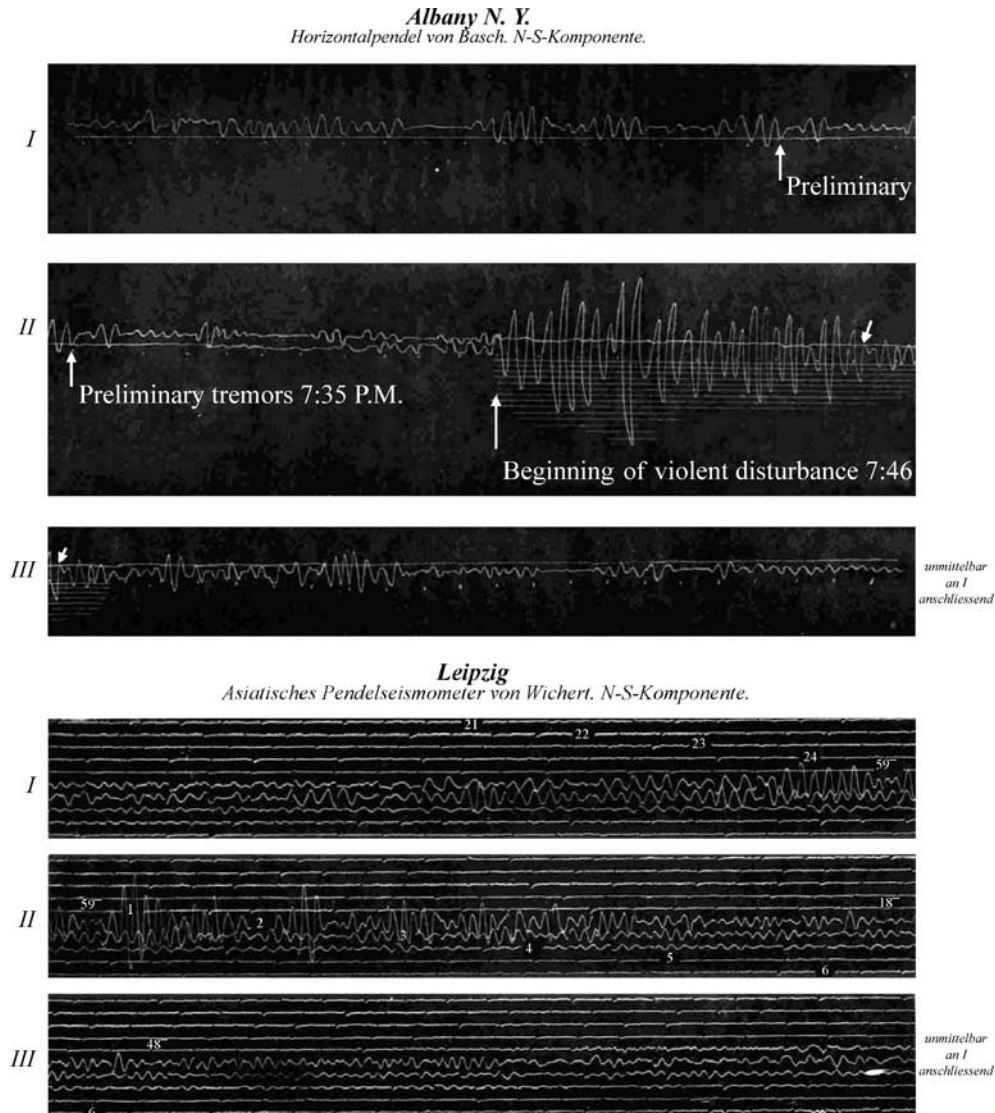 Albany N. Y.
Horizontalpendel von Basch. N-S-Komponente.
I
Preliminary
II
Preliminary tremors 7:35 P.M.
Beginning of violent disturbance 7:46
III
unmittelbar
an I
anschliessend
Leipzig
Asiatisches Pendelseismometer von Wichert. N-S-Komponente.
21
22
23
24
I
59
II
59
1
2
3
4
5
18
6
III
48
6
unmittelbar
an I
anschliessend